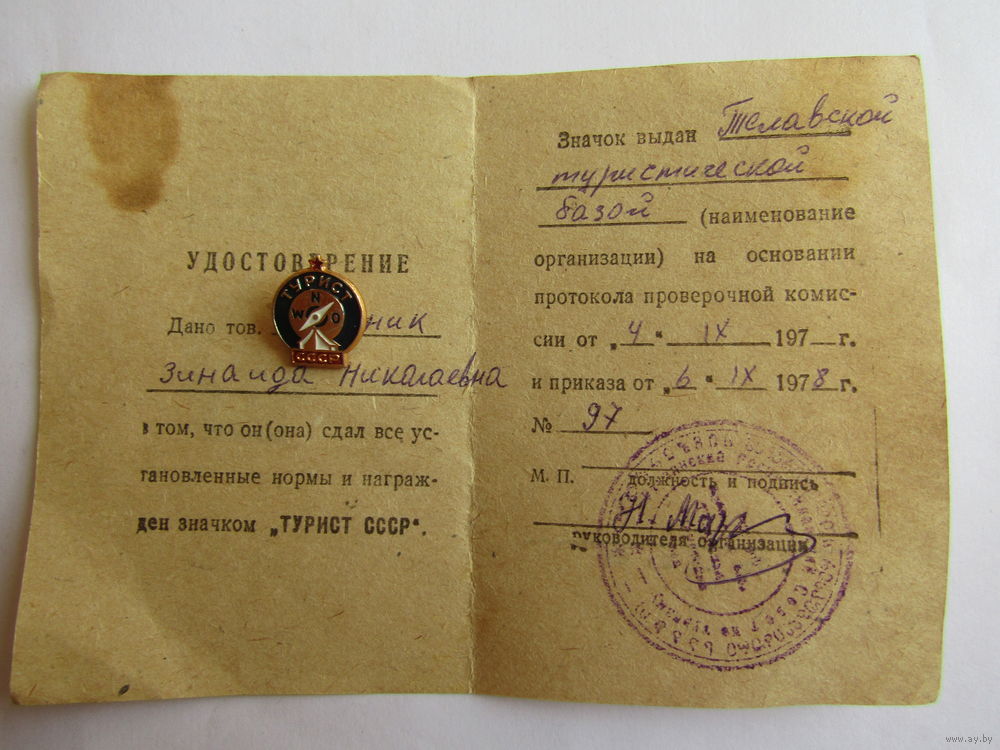 УДОСТОВЕРЕНИЕ
ТУРИСТ
N
W O
СССР
Дано тов. ник
Зинаида Николаевна
в том, что он(она) сдал все ус-
тановленные нормы и награж-
ден значком „ТУРИСТ СССР".
Значок выдан Телавской
туристической
базой (наименование
организации) на основании
протокола проверочной комис-
сии от „4" IX 197 г.
и приказа от „6" IX 1978 г.
№ 97
М. П. должность и подпись
Н. Мар
руководителя организации
www.ay.by